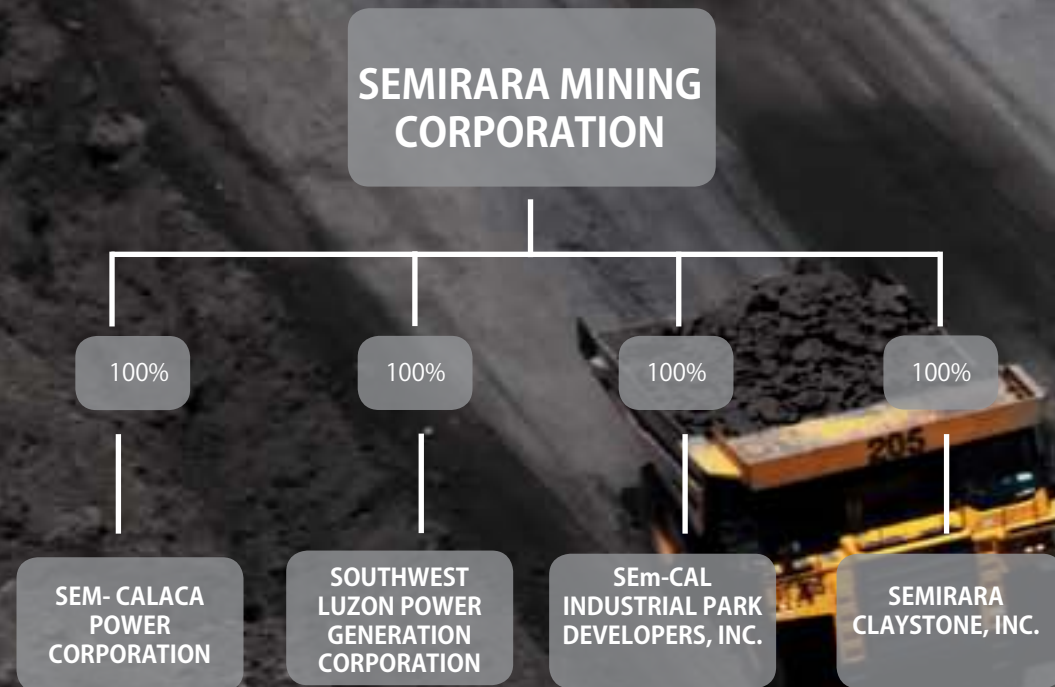 SEMIRARA MINING
CORPORATION
100%
100%
100%
100%
205
SEM- CALACA
POWER
CORPORATION
SOUTHWEST
LUZON POWER
GENERATION
CORPORATION
SEm-CAL
INDUSTRIAL PARK
DEVELOPERS, INC.
SEMIRARA
CLAYSTONE, INC.